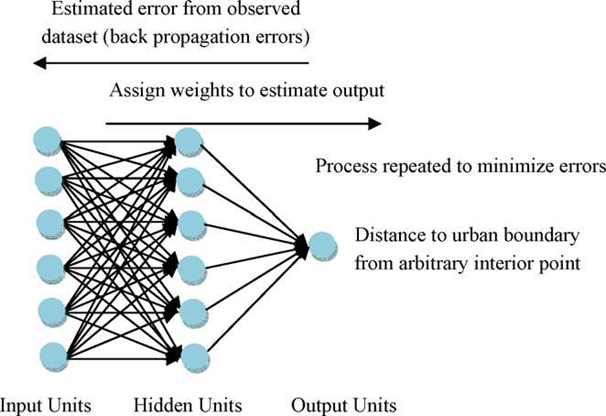 Estimated error from observed
dataset (back propagation errors)
Assign weights to estimate output
Process repeated to minimize errors
Distance to urban boundary
from arbitrary interior point
Input Units
Hidden Units
Output Units